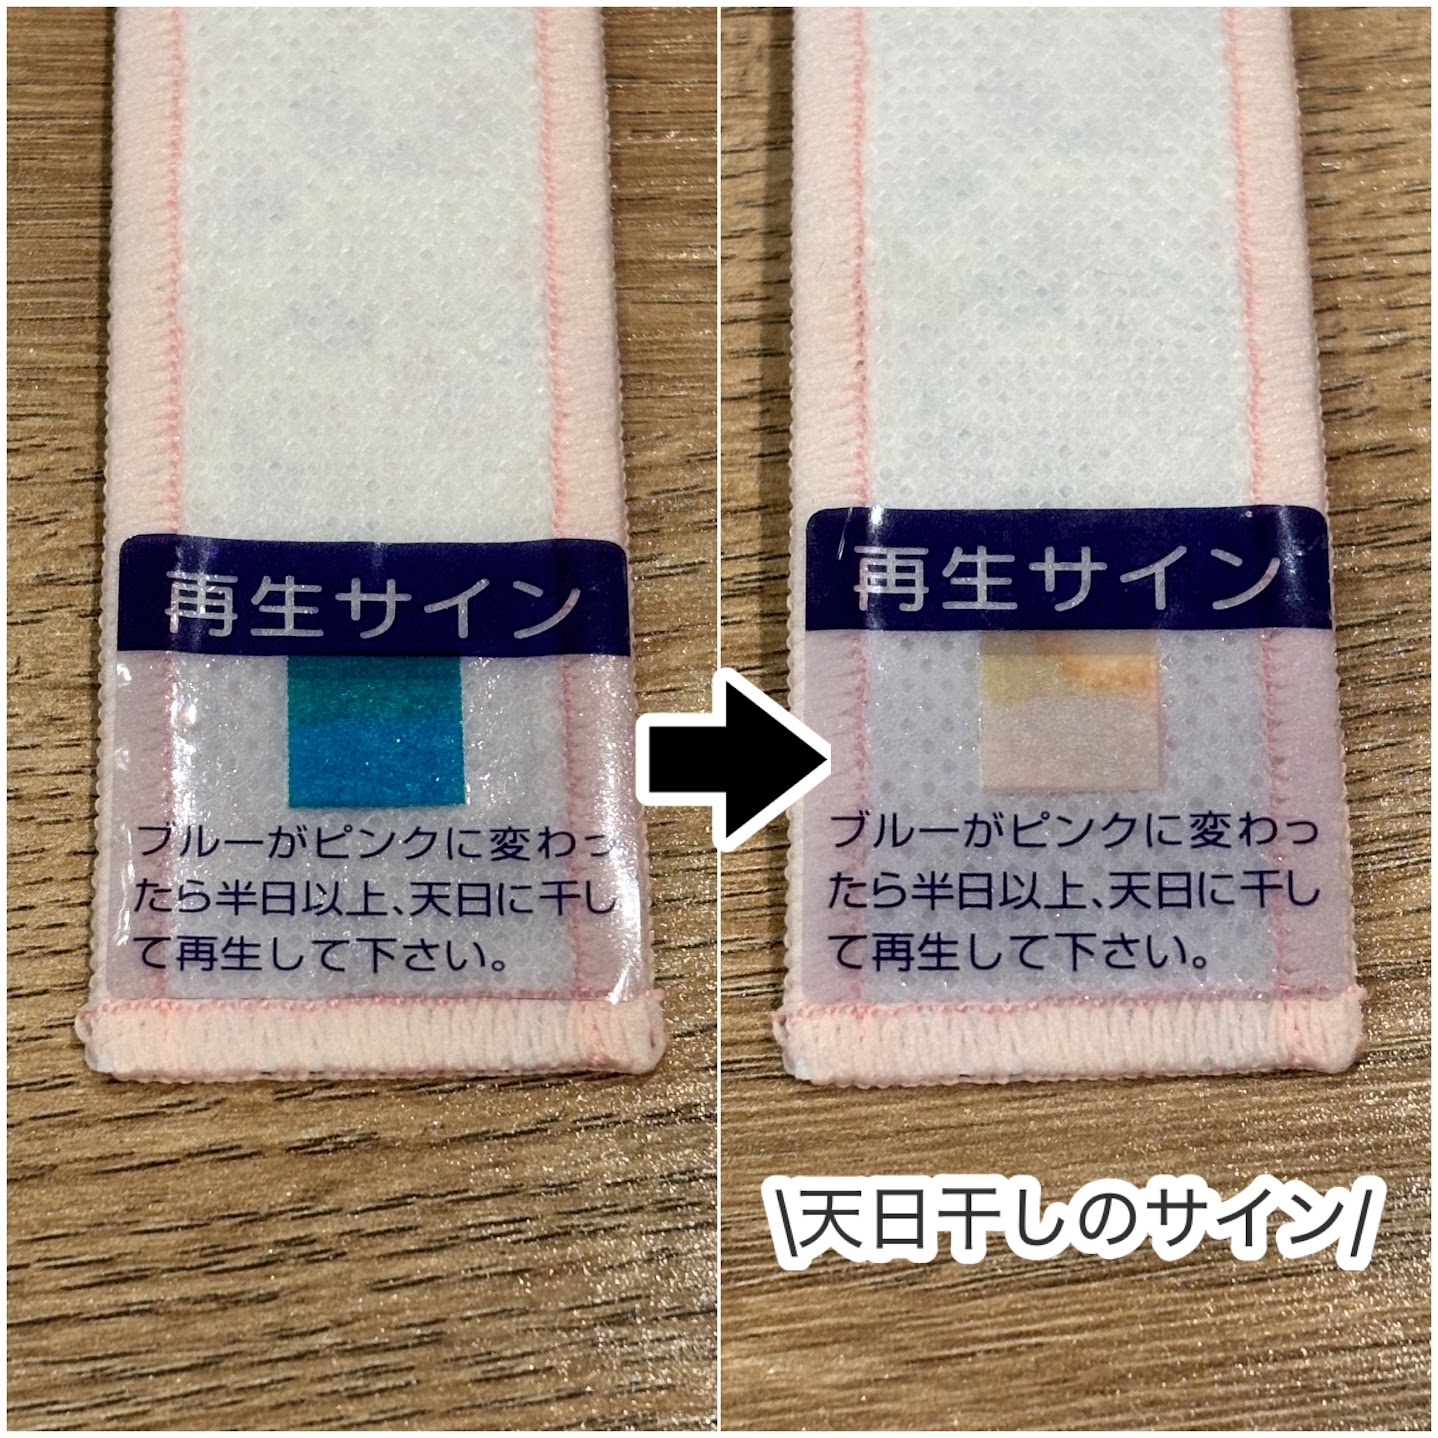 再生サイン
ブルーがピンクに変わっ
たら半日以上、天日に干し
て再生して下さい。
再生サイン
ブルーがピンクに変わっ
たら半日以上、天日に干し
て再生して下さい。
\天日干しのサイン/